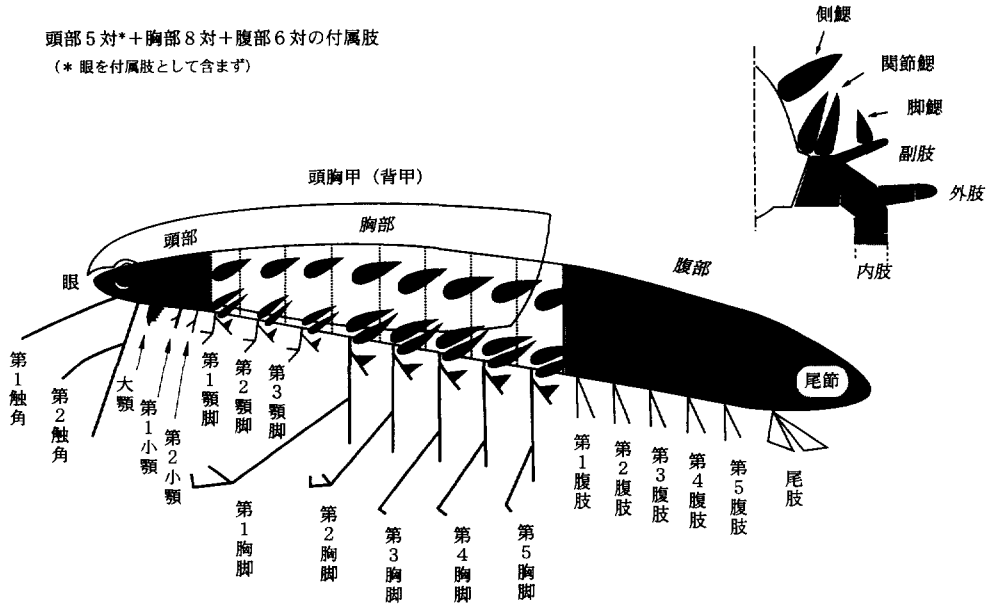 頭部5対*+胸部8対+腹部6対の付属肢
(* 眼を付属肢として含まず)
側鰓
関節鰓
脚鰓
副肢
外肢
内肢
頭胸甲(背甲)
頭部
胸部
腹部
眼
尾節
第1触角
第2触角
大顎
第1小顎
第2小顎
第1顎脚
第2顎脚
第3顎脚
第1胸脚
第2胸脚
第3胸脚
第4胸脚
第5胸脚
第1腹肢
第2腹肢
第3腹肢
第4腹肢
第5腹肢
尾肢